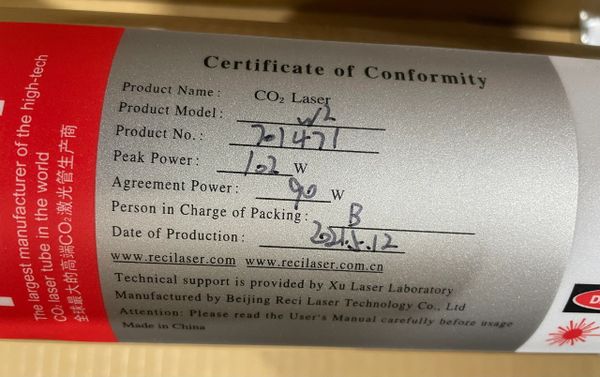 The largest manufacturer of the high-tech
CO₂ laser tube in the world
全球最大的高端CO₂激光管生产商
Certificate of Conformity
Product Name: CO₂ Laser
Product Model: W2
Product No.: 201471
Peak Power: 102 W
Agreement Power: 90 W
Person in Charge of Packing: B
Date of Production: 2021.5.12
www.recilaser.com www.recilaser.com.cn
Technical support is provided by Xu Laser Laboratory
Manufactured by Beijing Reci Laser Technology Co., Ltd
Attention: Please read the User's Manual carefully before usage
Made in China